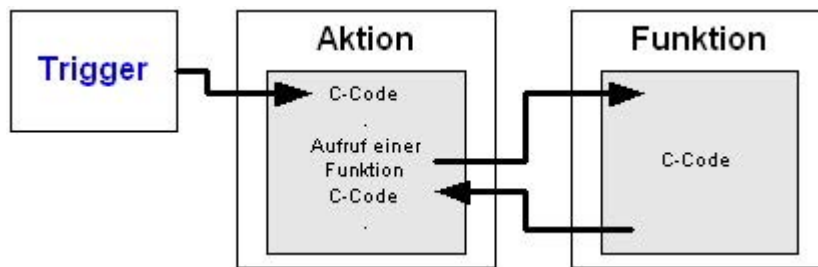 Trigger
Aktion
C-Code
.
Aufruf einer
Funktion
C-Code
.
Funktion
C-Code